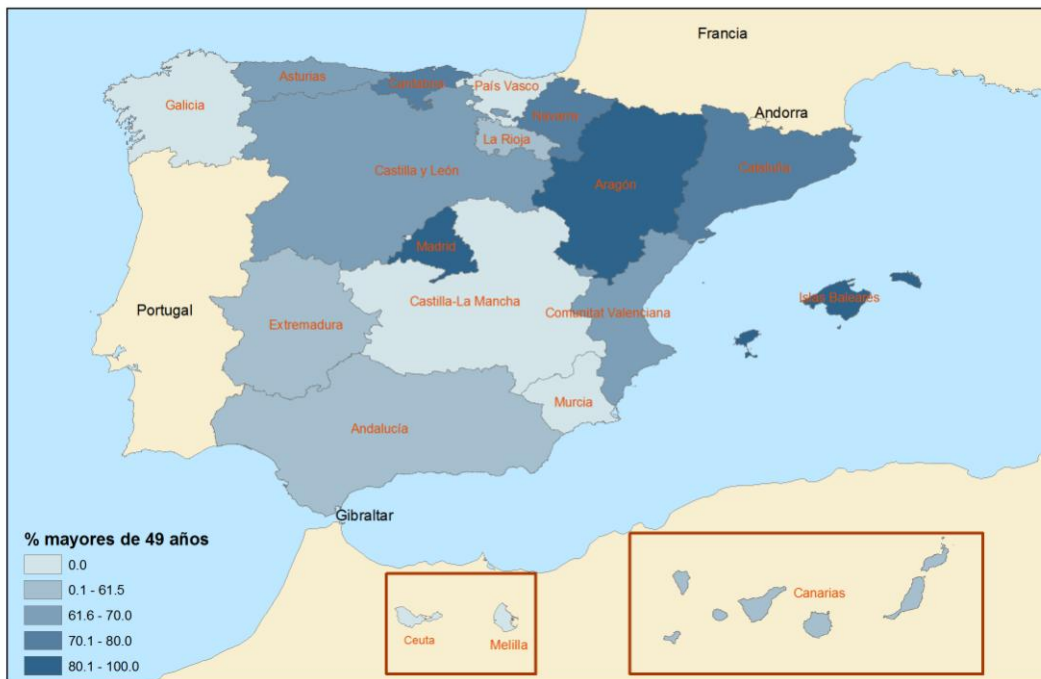 Francia
Asturias
Cantabria
País Vasco
Galicia
Navarra
Andorra
La Rioja
Castilla y León
Cataluña
Aragón
Madrid
Islas Baleares
Castilla-La Mancha
Portugal
Comunitat Valenciana
Extremadura
Murcia
Andalucía
Gibraltar
% mayores de 49 años
0.0
0.1 - 61.5
61.6 - 70.0
70.1 - 80.0
80.1 - 100.0
Ceuta
Melilla
Canarias